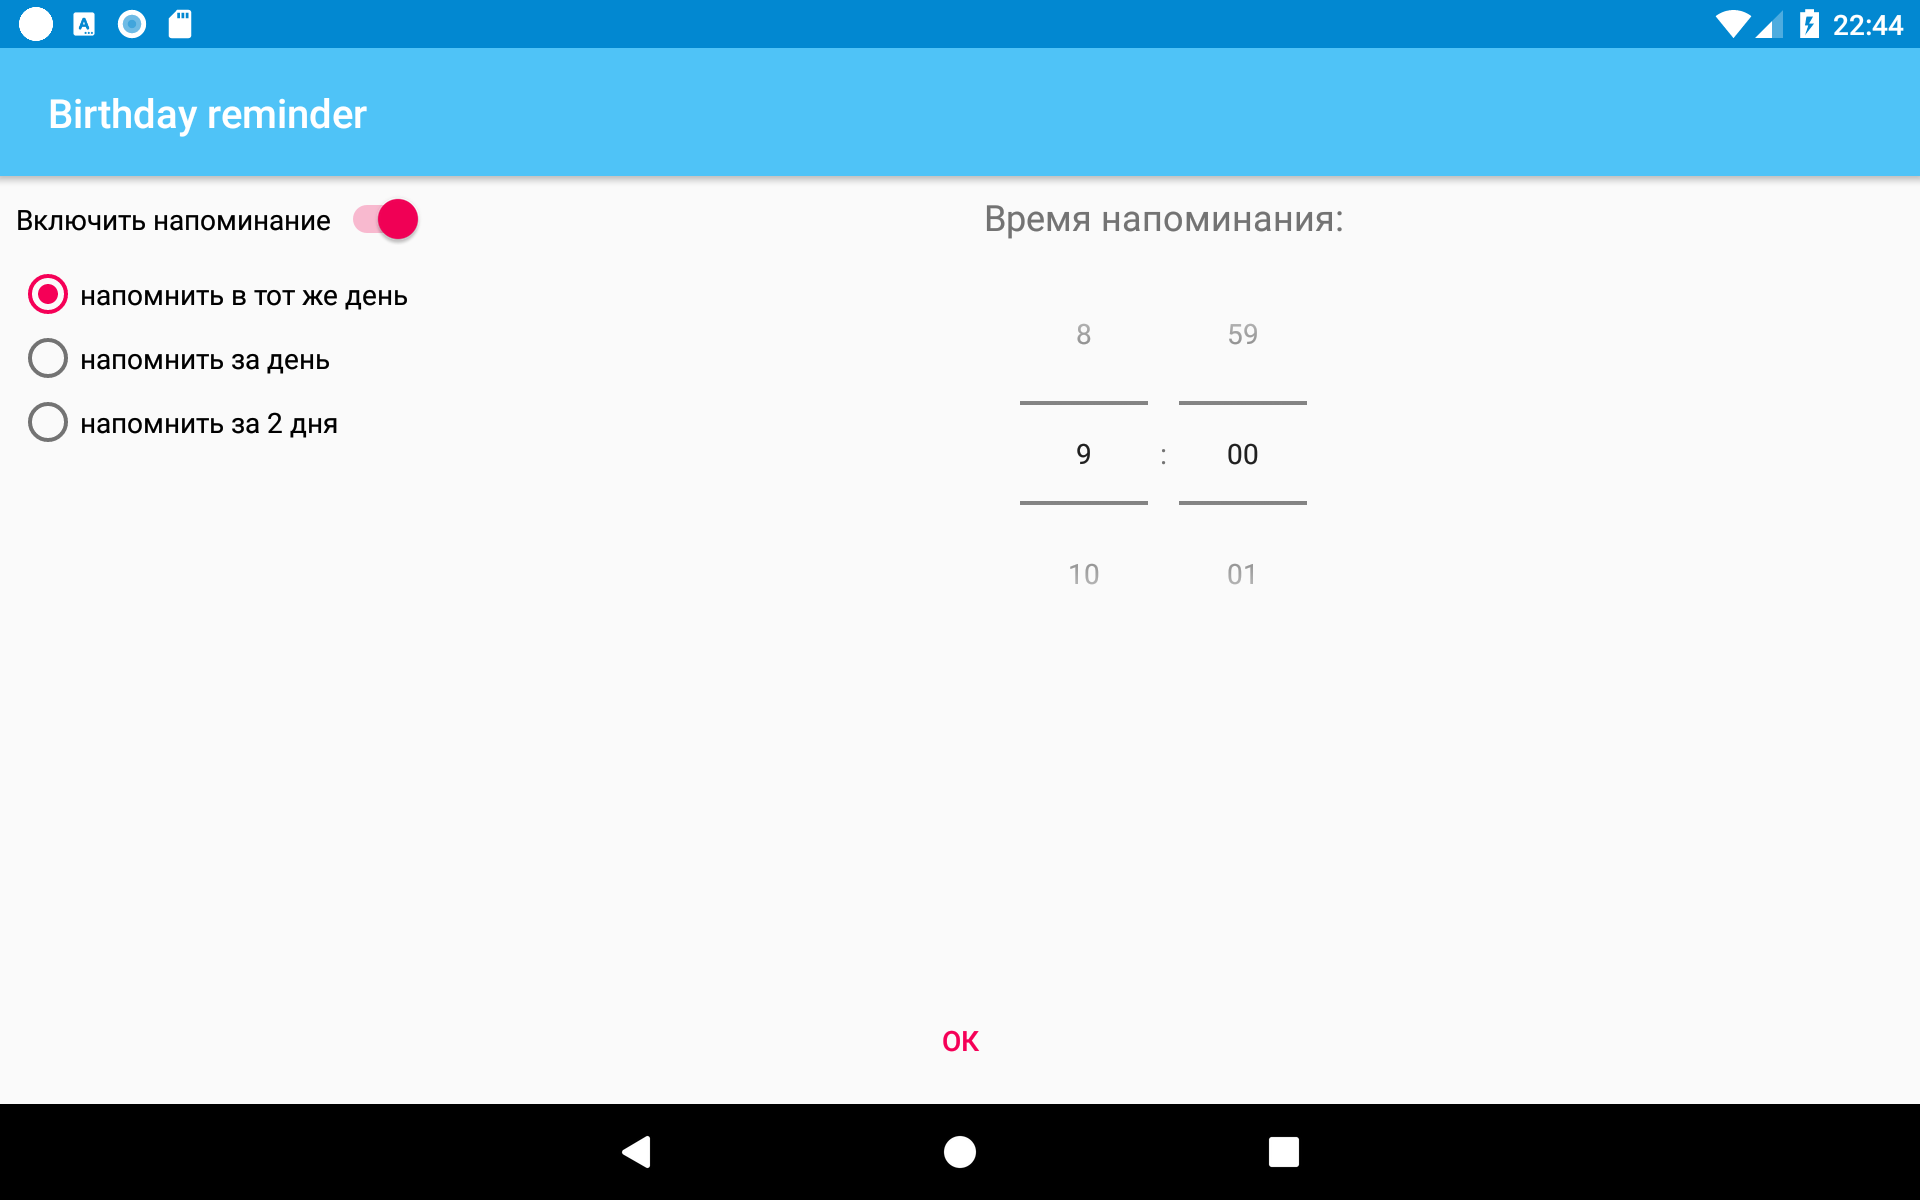 22:44
Birthday reminder
Включить напоминание
напомнить в тот же день
напомнить за день
напомнить за 2 дня
Время напоминания:
8 59
9 : 00
10 01
ОК